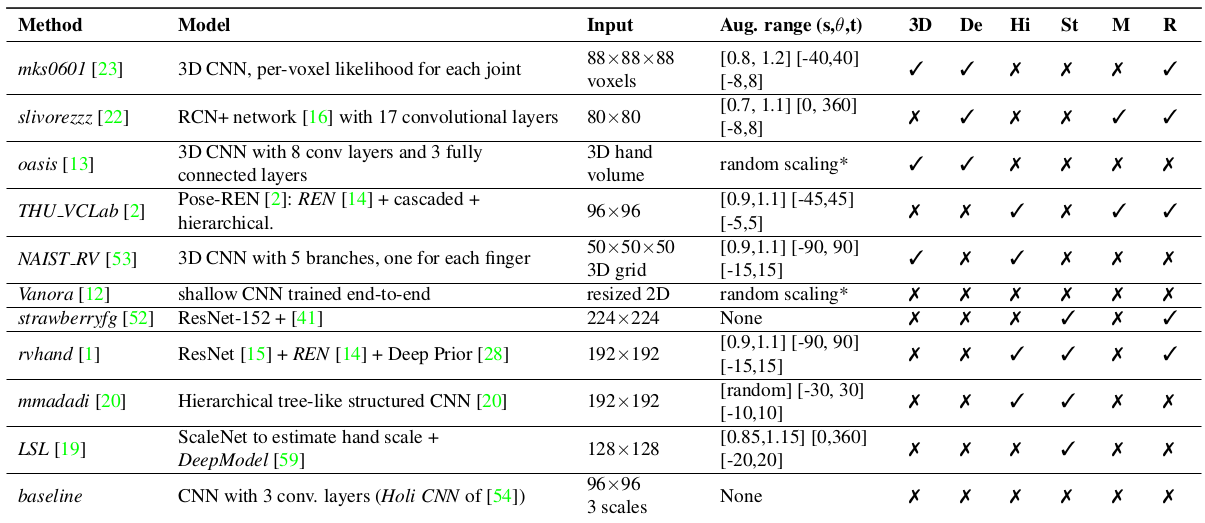 Method Model Input Aug. range (s,θ,t) 3D De Hi St M R
mks0601 [23] 3D CNN, per-voxel likelihood for each joint 88×88×88 voxels [0.8, 1.2] [-40,40] [-8,8] ✓ ✓ ✗ ✗ ✗ ✓
slivorezzz [22] RCN+ network [16] with 17 convolutional layers 80×80 [0.7, 1.1] [0, 360] [-8,8] ✗ ✓ ✗ ✗ ✓ ✓
oasis [13] 3D CNN with 8 conv layers and 3 fully connected layers 3D hand volume random scaling* ✓ ✓ ✗ ✗ ✗ ✗
THU_VCLab [2] Pose-REN [2]: REN [14] + cascaded + hierarchical. 96×96 [0.9,1.1] [-45,45] [-5,5] ✗ ✗ ✓ ✗ ✓ ✓
NAIST_RV [53] 3D CNN with 5 branches, one for each finger 50×50×50 3D grid [0.9,1.1] [-90, 90] [-15,15] ✓ ✗ ✓ ✗ ✗ ✗
Vanora [12] shallow CNN trained end-to-end resized 2D random scaling* ✗ ✗ ✗ ✗ ✗ ✗
strawberryfg [52] ResNet-152 + [41] 224×224 None ✗ ✗ ✗ ✓ ✗ ✓
rvhand [1] ResNet [15] + REN [14] + Deep Prior [28] 192×192 [0.9,1.1] [-90, 90] [-15,15] ✗ ✗ ✓ ✓ ✗ ✓
mmadadi [20] Hierarchical tree-like structured CNN [20] 192×192 [random] [-30, 30] [-10,10] ✗ ✗ ✓ ✓ ✗ ✗
LSL [19] ScaleNet to estimate hand scale + DeepModel [59] 128×128 [0.85,1.15] [0,360] [-20,20] ✗ ✗ ✗ ✓ ✗ ✗
baseline CNN with 3 conv. layers (Holi CNN of [54]) 96×96 3 scales None ✗ ✗ ✗ ✗ ✗ ✗